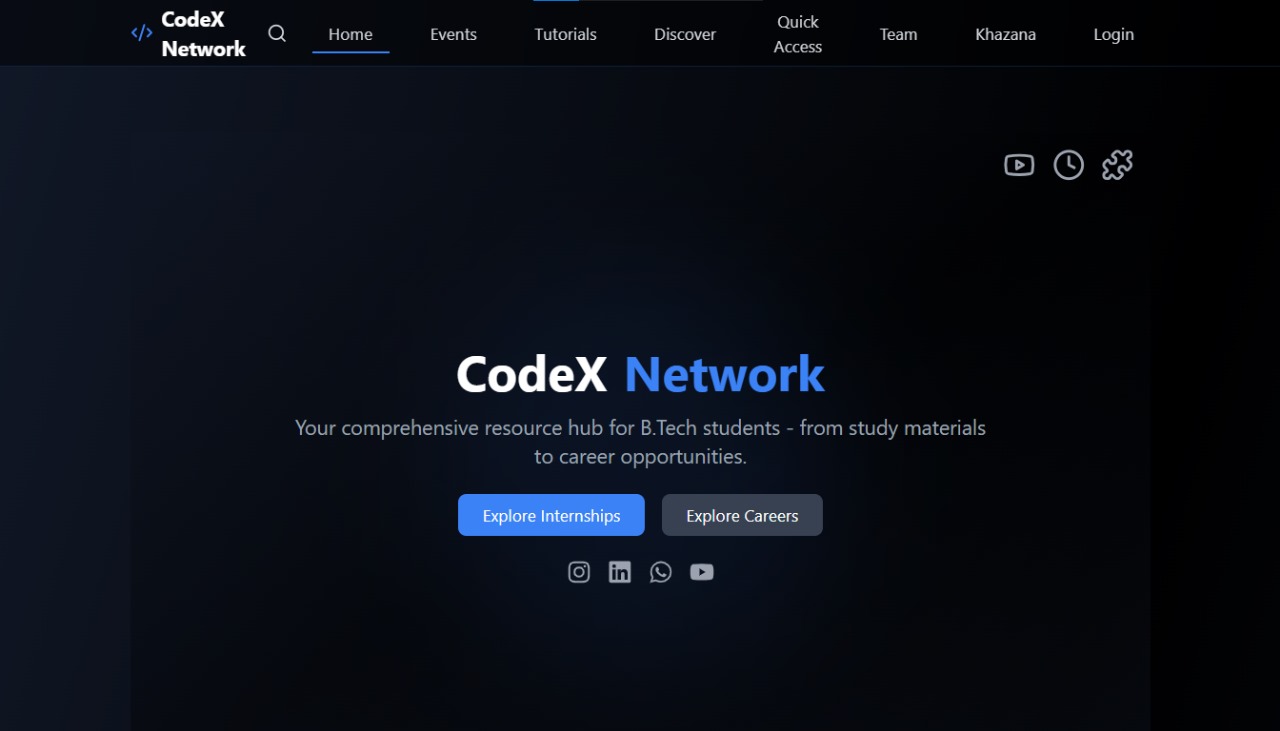 CodeX
Network
Home
Events
Tutorials
Discover
Quick
Access
Team
Khazana
Login
CodeX Network
Your comprehensive resource hub for B.Tech students - from study materials
to career opportunities.
Explore Internships
Explore Careers